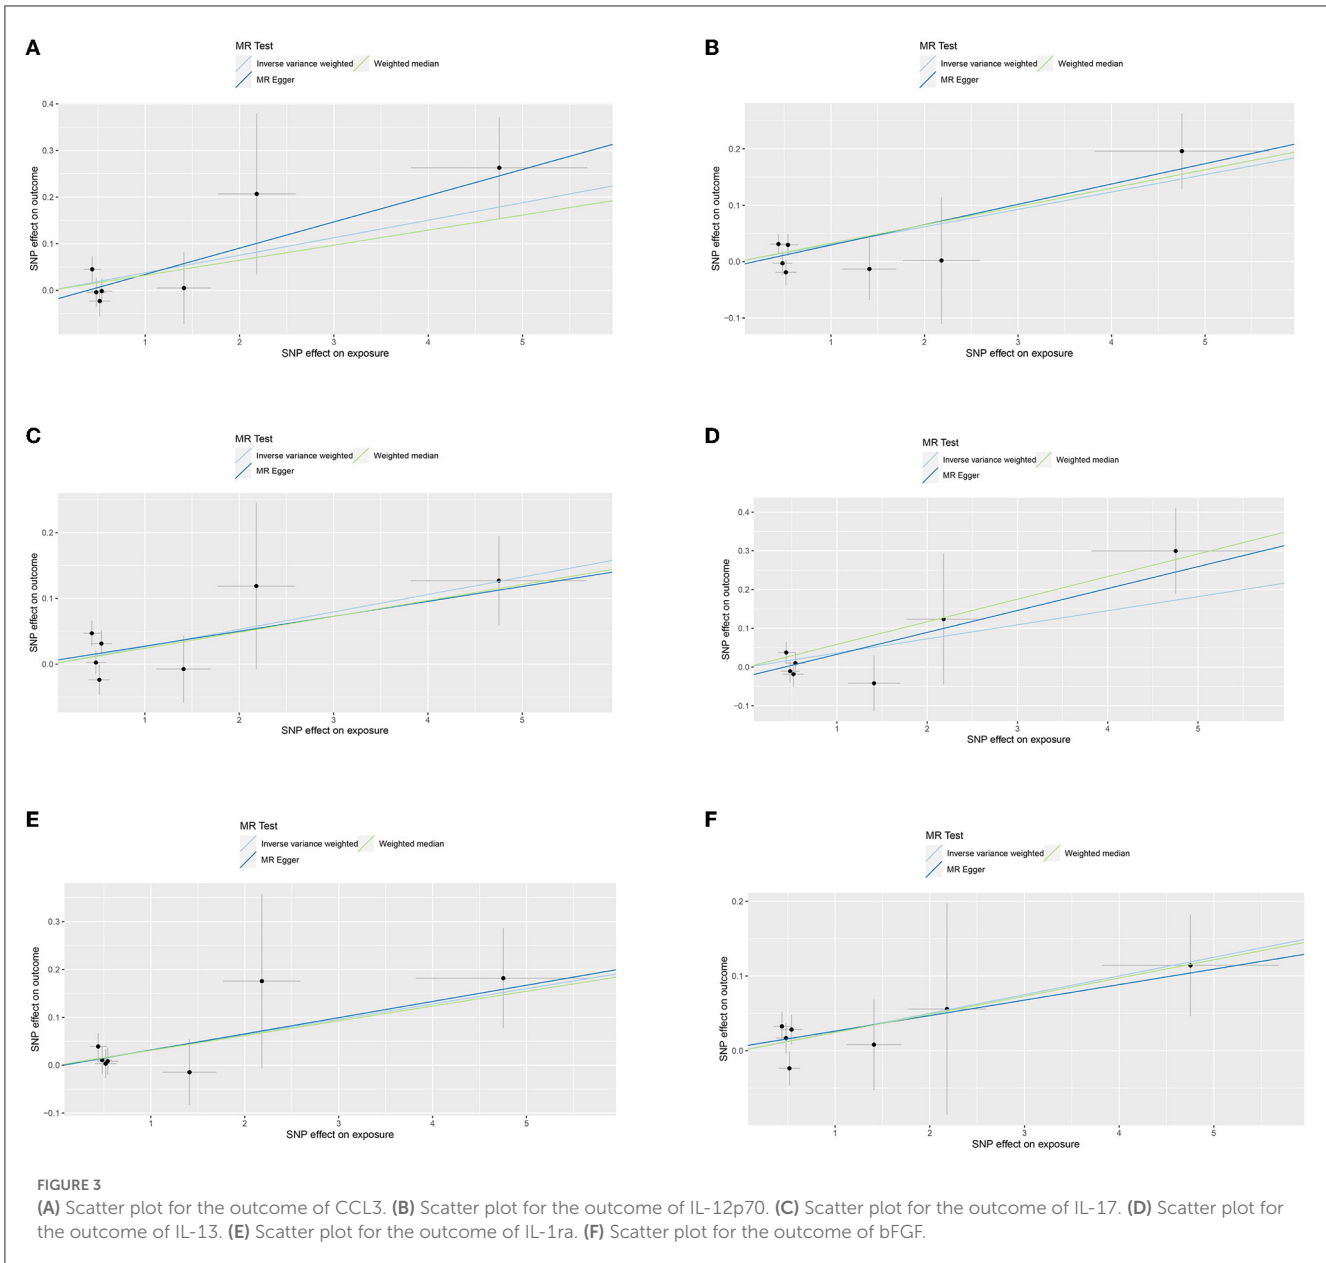 A
MR Test
Inverse variance weighted
Weighted median
MR Egger
0.4
0.3
0.2
0.1
0.0
SNP effect on outcome
1
2
3
4
5
SNP effect on exposure
B
MR Test
Inverse variance weighted
Weighted median
MR Egger
0.2
0.1
0.0
−0.1
SNP effect on outcome
1
2
3
4
5
SNP effect on exposure
C
MR Test
Inverse variance weighted
Weighted median
MR Egger
0.2
0.1
0.0
SNP effect on outcome
1
2
3
4
5
SNP effect on exposure
D
MR Test
Inverse variance weighted
Weighted median
MR Egger
0.4
0.3
0.2
0.1
0.0
−0.1
SNP effect on outcome
1
2
3
4
5
SNP effect on exposure
E
MR Test
Inverse variance weighted
Weighted median
MR Egger
0.3
0.2
0.1
0.0
−0.1
SNP effect on outcome
1
2
3
4
5
SNP effect on exposure
F
MR Test
Inverse variance weighted
Weighted median
MR Egger
0.2
0.1
0.0
SNP effect on outcome
1
2
3
4
5
SNP effect on exposure
FIGURE 3
(A) Scatter plot for the outcome of CCL3. (B) Scatter plot for the outcome of IL-12p70. (C) Scatter plot for the outcome of IL-17. (D) Scatter plot for
the outcome of IL-13. (E) Scatter plot for the outcome of IL-1ra. (F) Scatter plot for the outcome of bFGF.